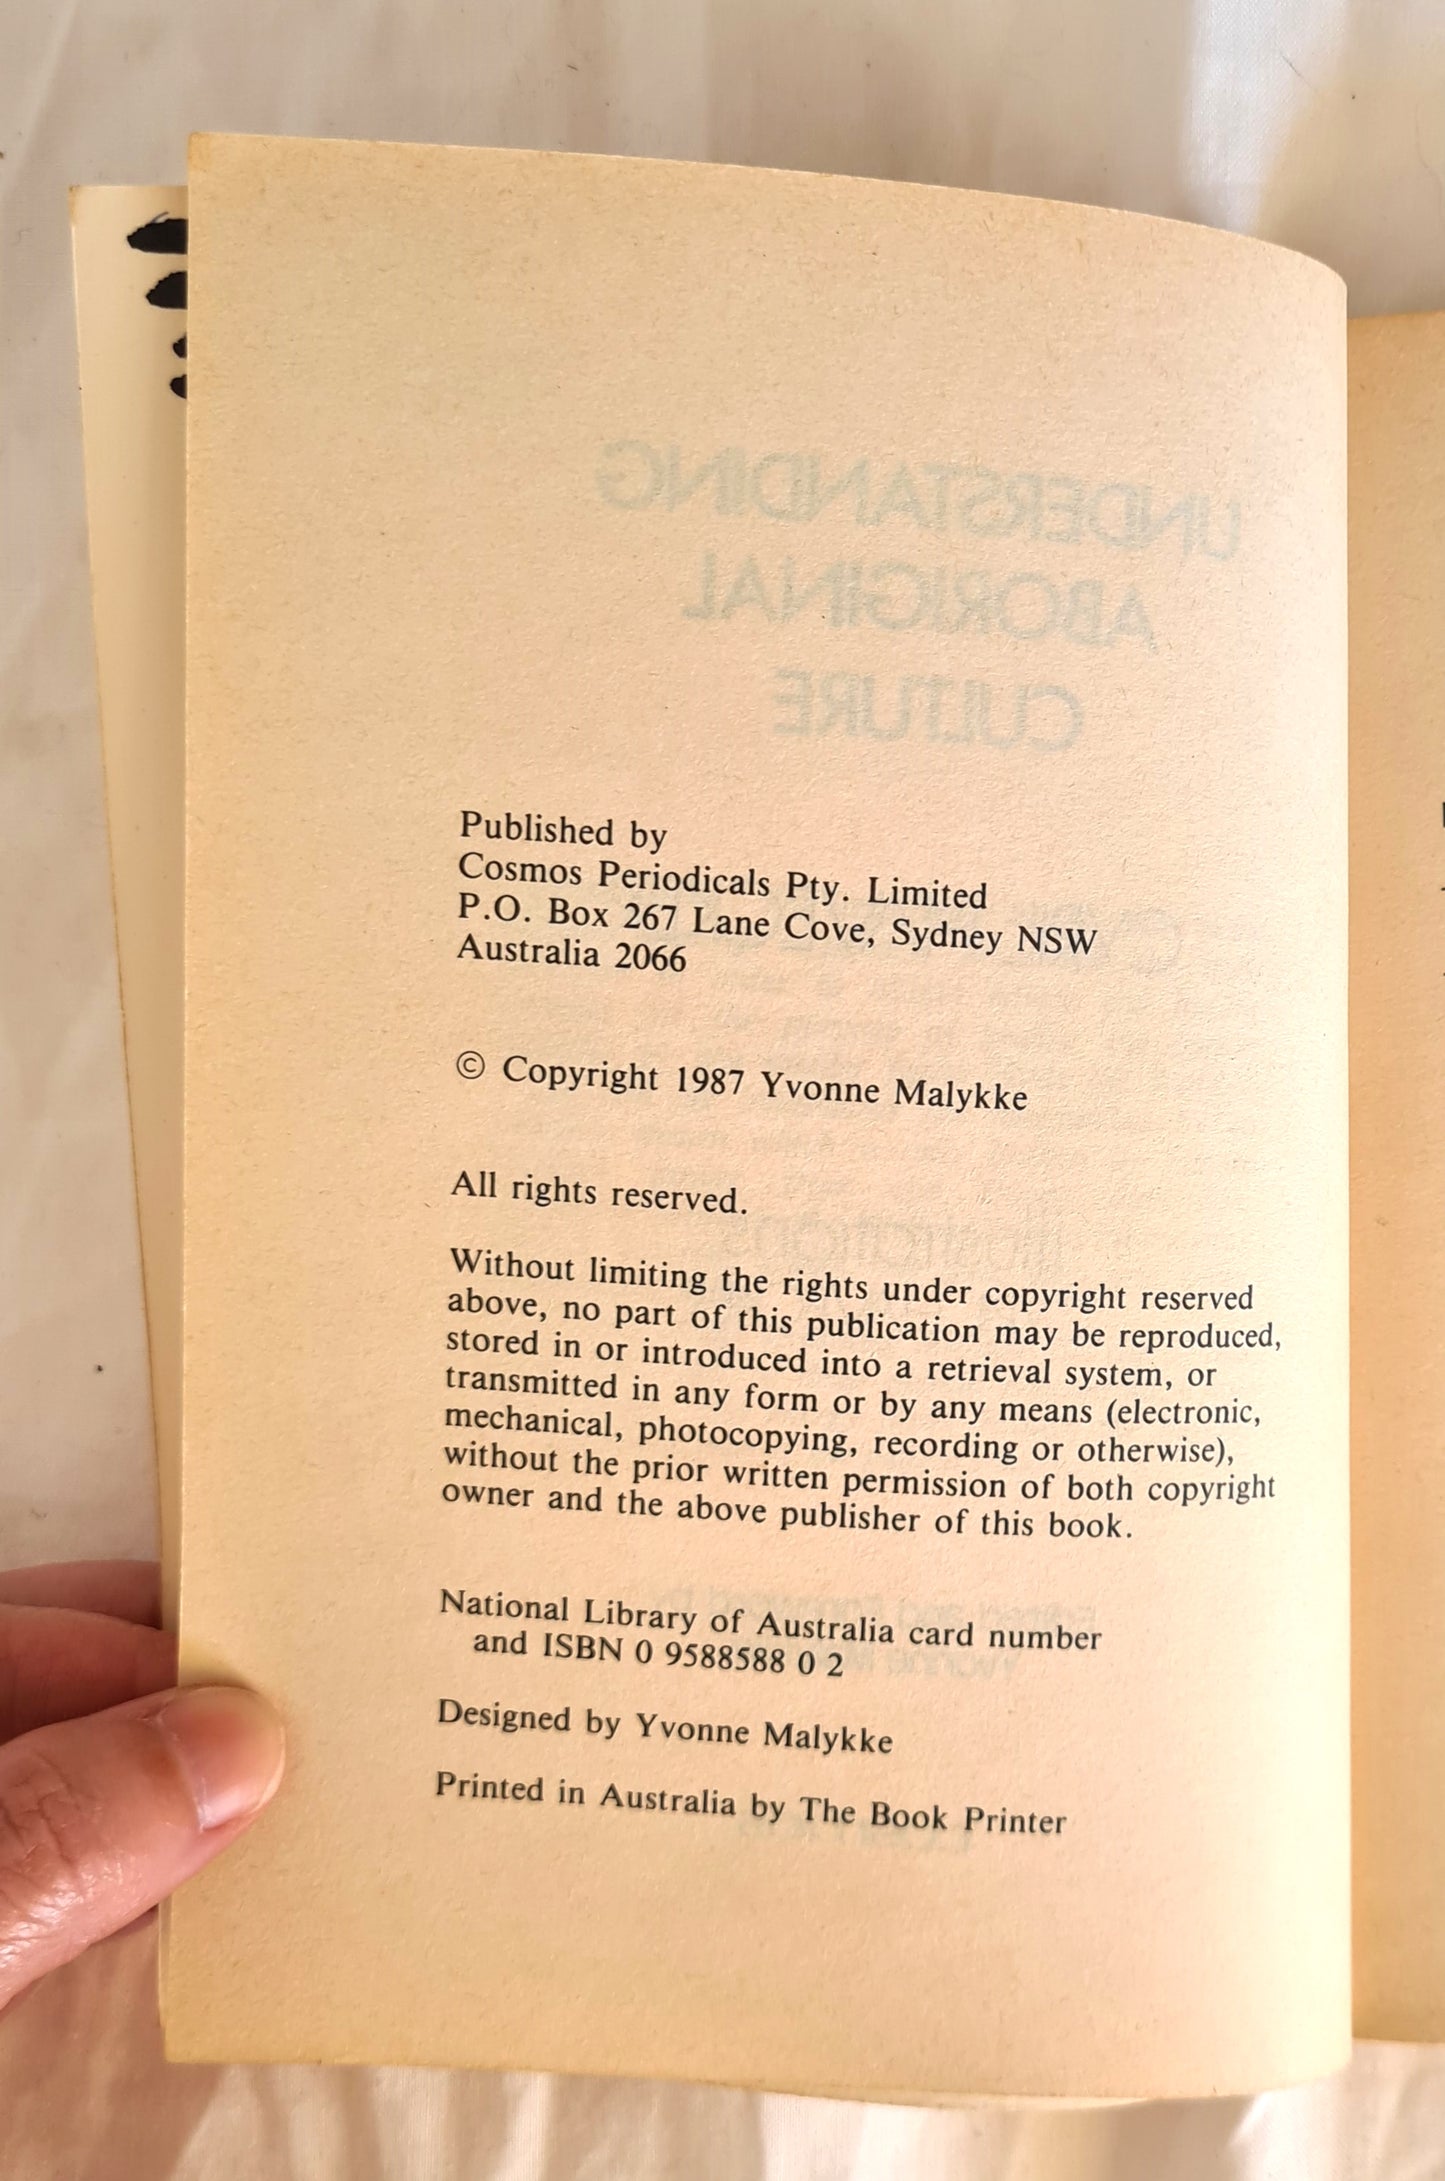 UNDERSTANDING
ABORIGINAL
CULTURE
Published by
Cosmos Periodicals Pty. Limited
P.O. Box 267 Lane Cove, Sydney NSW
Australia 2066
© Copyright 1987 Yvonne Malykke
All rights reserved.
Without limiting the rights under copyright reserved
above, no part of this publication may be reproduced,
stored in or introduced into a retrieval system, or
transmitted in any form or by any means (electronic,
mechanical, photocopying, recording or otherwise),
without the prior written permission of both copyright
owner and the above publisher of this book.
National Library of Australia card number
and ISBN 0 9588588 0 2
Designed by Yvonne Malykke
Printed in Australia by The Book Printer